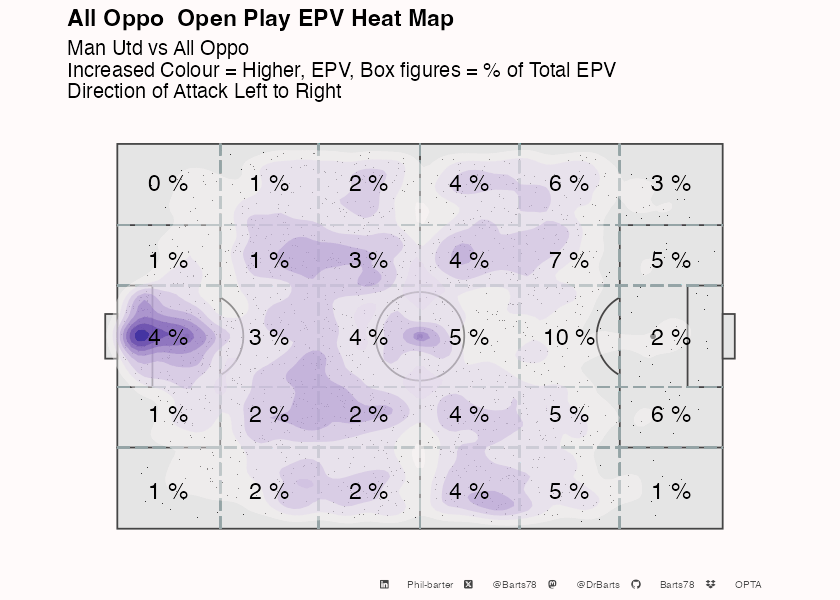 All Oppo  Open Play EPV Heat Map
Man Utd vs All Oppo
Increased Colour = Higher, EPV, Box figures = % of Total EPV
Direction of Attack Left to Right
0 % 1 % 2 % 4 % 6 % 3 %
1 % 1 % 3 % 4 % 7 % 5 %
4 % 3 % 4 % 5 % 10 % 2 %
1 % 2 % 2 % 4 % 5 % 6 %
1 % 2 % 2 % 4 % 5 % 1 %
Phil-barter @Barts78 @DrBarts Barts78 OPTA